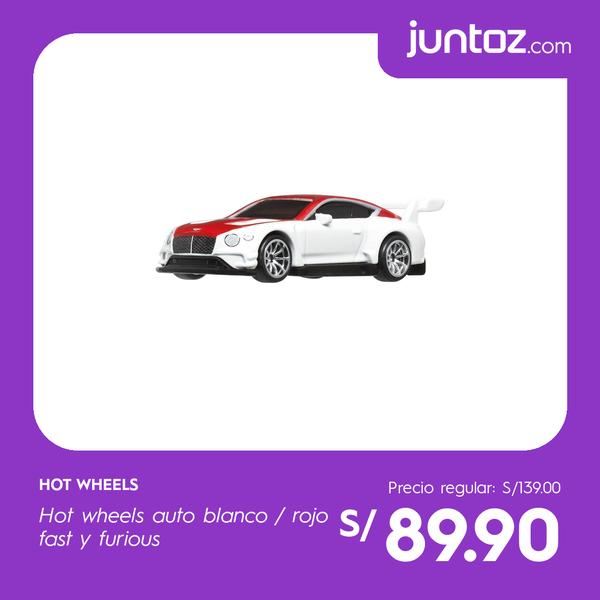 juntoz.com
HOT WHEELS
Hot wheels auto blanco / rojo
fast y furious
Precio regular: S/139.00
S/ 89.90